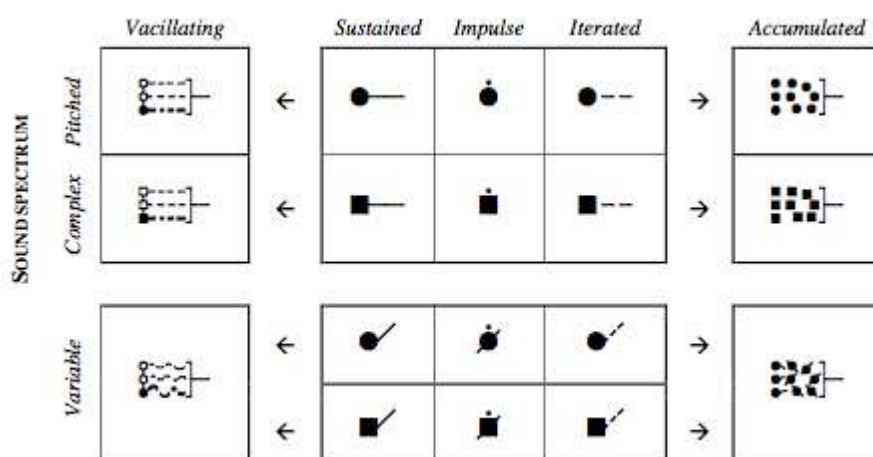 Vacillating Sustained Impulse Iterated Accumulated
SOUND SPECTRUM
Pitched
Complex
Variable